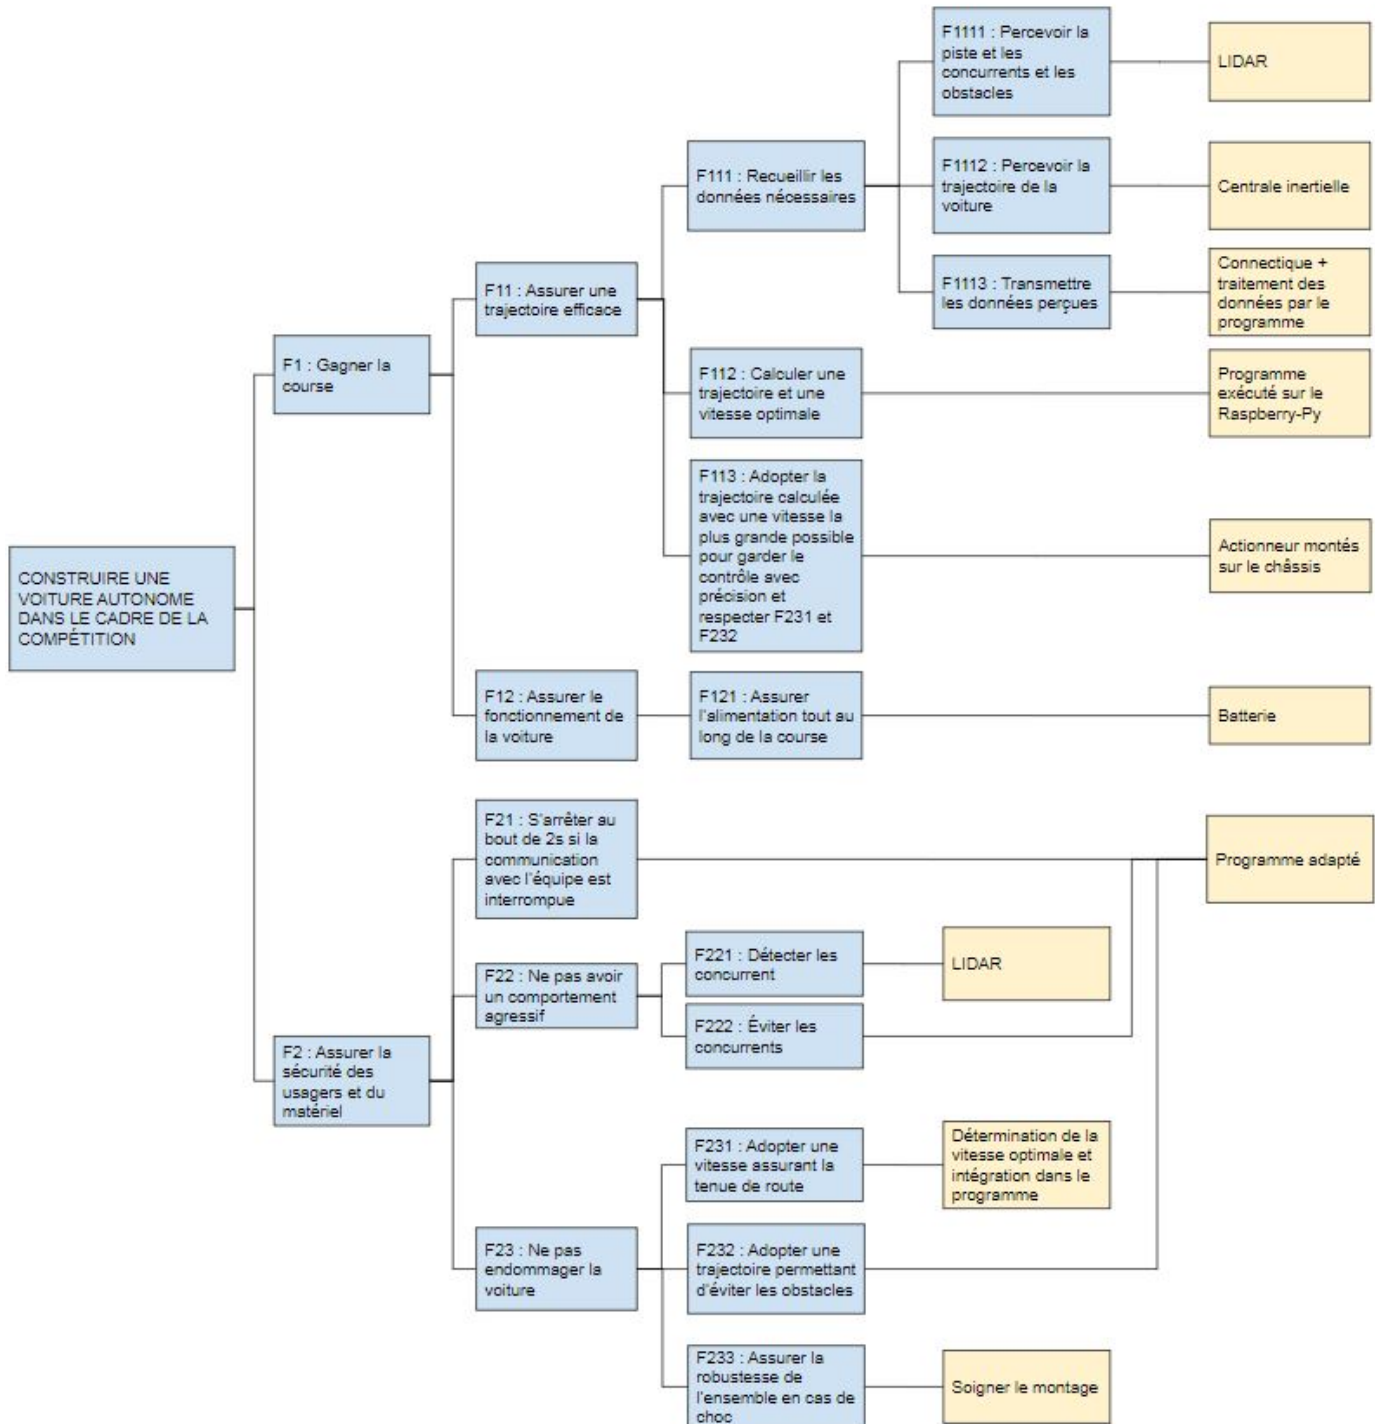 F1111 : Percevoir la
piste et les
concurrents et les
obstacles
LIDAR
F111 : Recueillir les
données nécessaires
F1112 : Percevoir la
trajectoire de la
voiture
Centrale inertielle
F11 : Assurer une
trajectoire efficace
F1113 : Transmettre
les données perçues
Connectique +
traitement des
données par le
programme
F1 : Gagner la
course
F112 : Calculer une
trajectoire et une
vitesse optimale
Programme
exécuté sur le
Raspberry-Py
F113 : Adopter la
trajectoire calculée
avec une vitesse la
plus grande possible
pour garder le
contrôle avec
précision et
respecter F231 et
F232
Actionneur montés
sur le châssis
CONSTRUIRE UNE
VOITURE AUTONOME
DANS LE CADRE DE LA
COMPÉTITION
F12 : Assurer le
fonctionnement de
la voiture
F121 : Assurer
l'alimentation tout au
long de la course
Batterie
F21 : S'arrêter au
bout de 2s si la
communication
avec l'équipe est
interrompue
Programme adapté
F22 : Ne pas avoir
un comportement
agressif
F221 : Détecter les
concurrent
LIDAR
F222 : Éviter les
concurrents
F2 : Assurer la
sécurité des
usagers et du
matériel
F231 : Adopter une
vitesse assurant la
tenue de route
Détermination de la
vitesse optimale et
intégration dans le
programme
F23 : Ne pas
endommager la
voiture
F232 : Adopter une
trajectoire permettant
d'éviter les obstacles
F233 : Assurer la
robustesse de
l'ensemble en cas de
choc
Soigner le montage